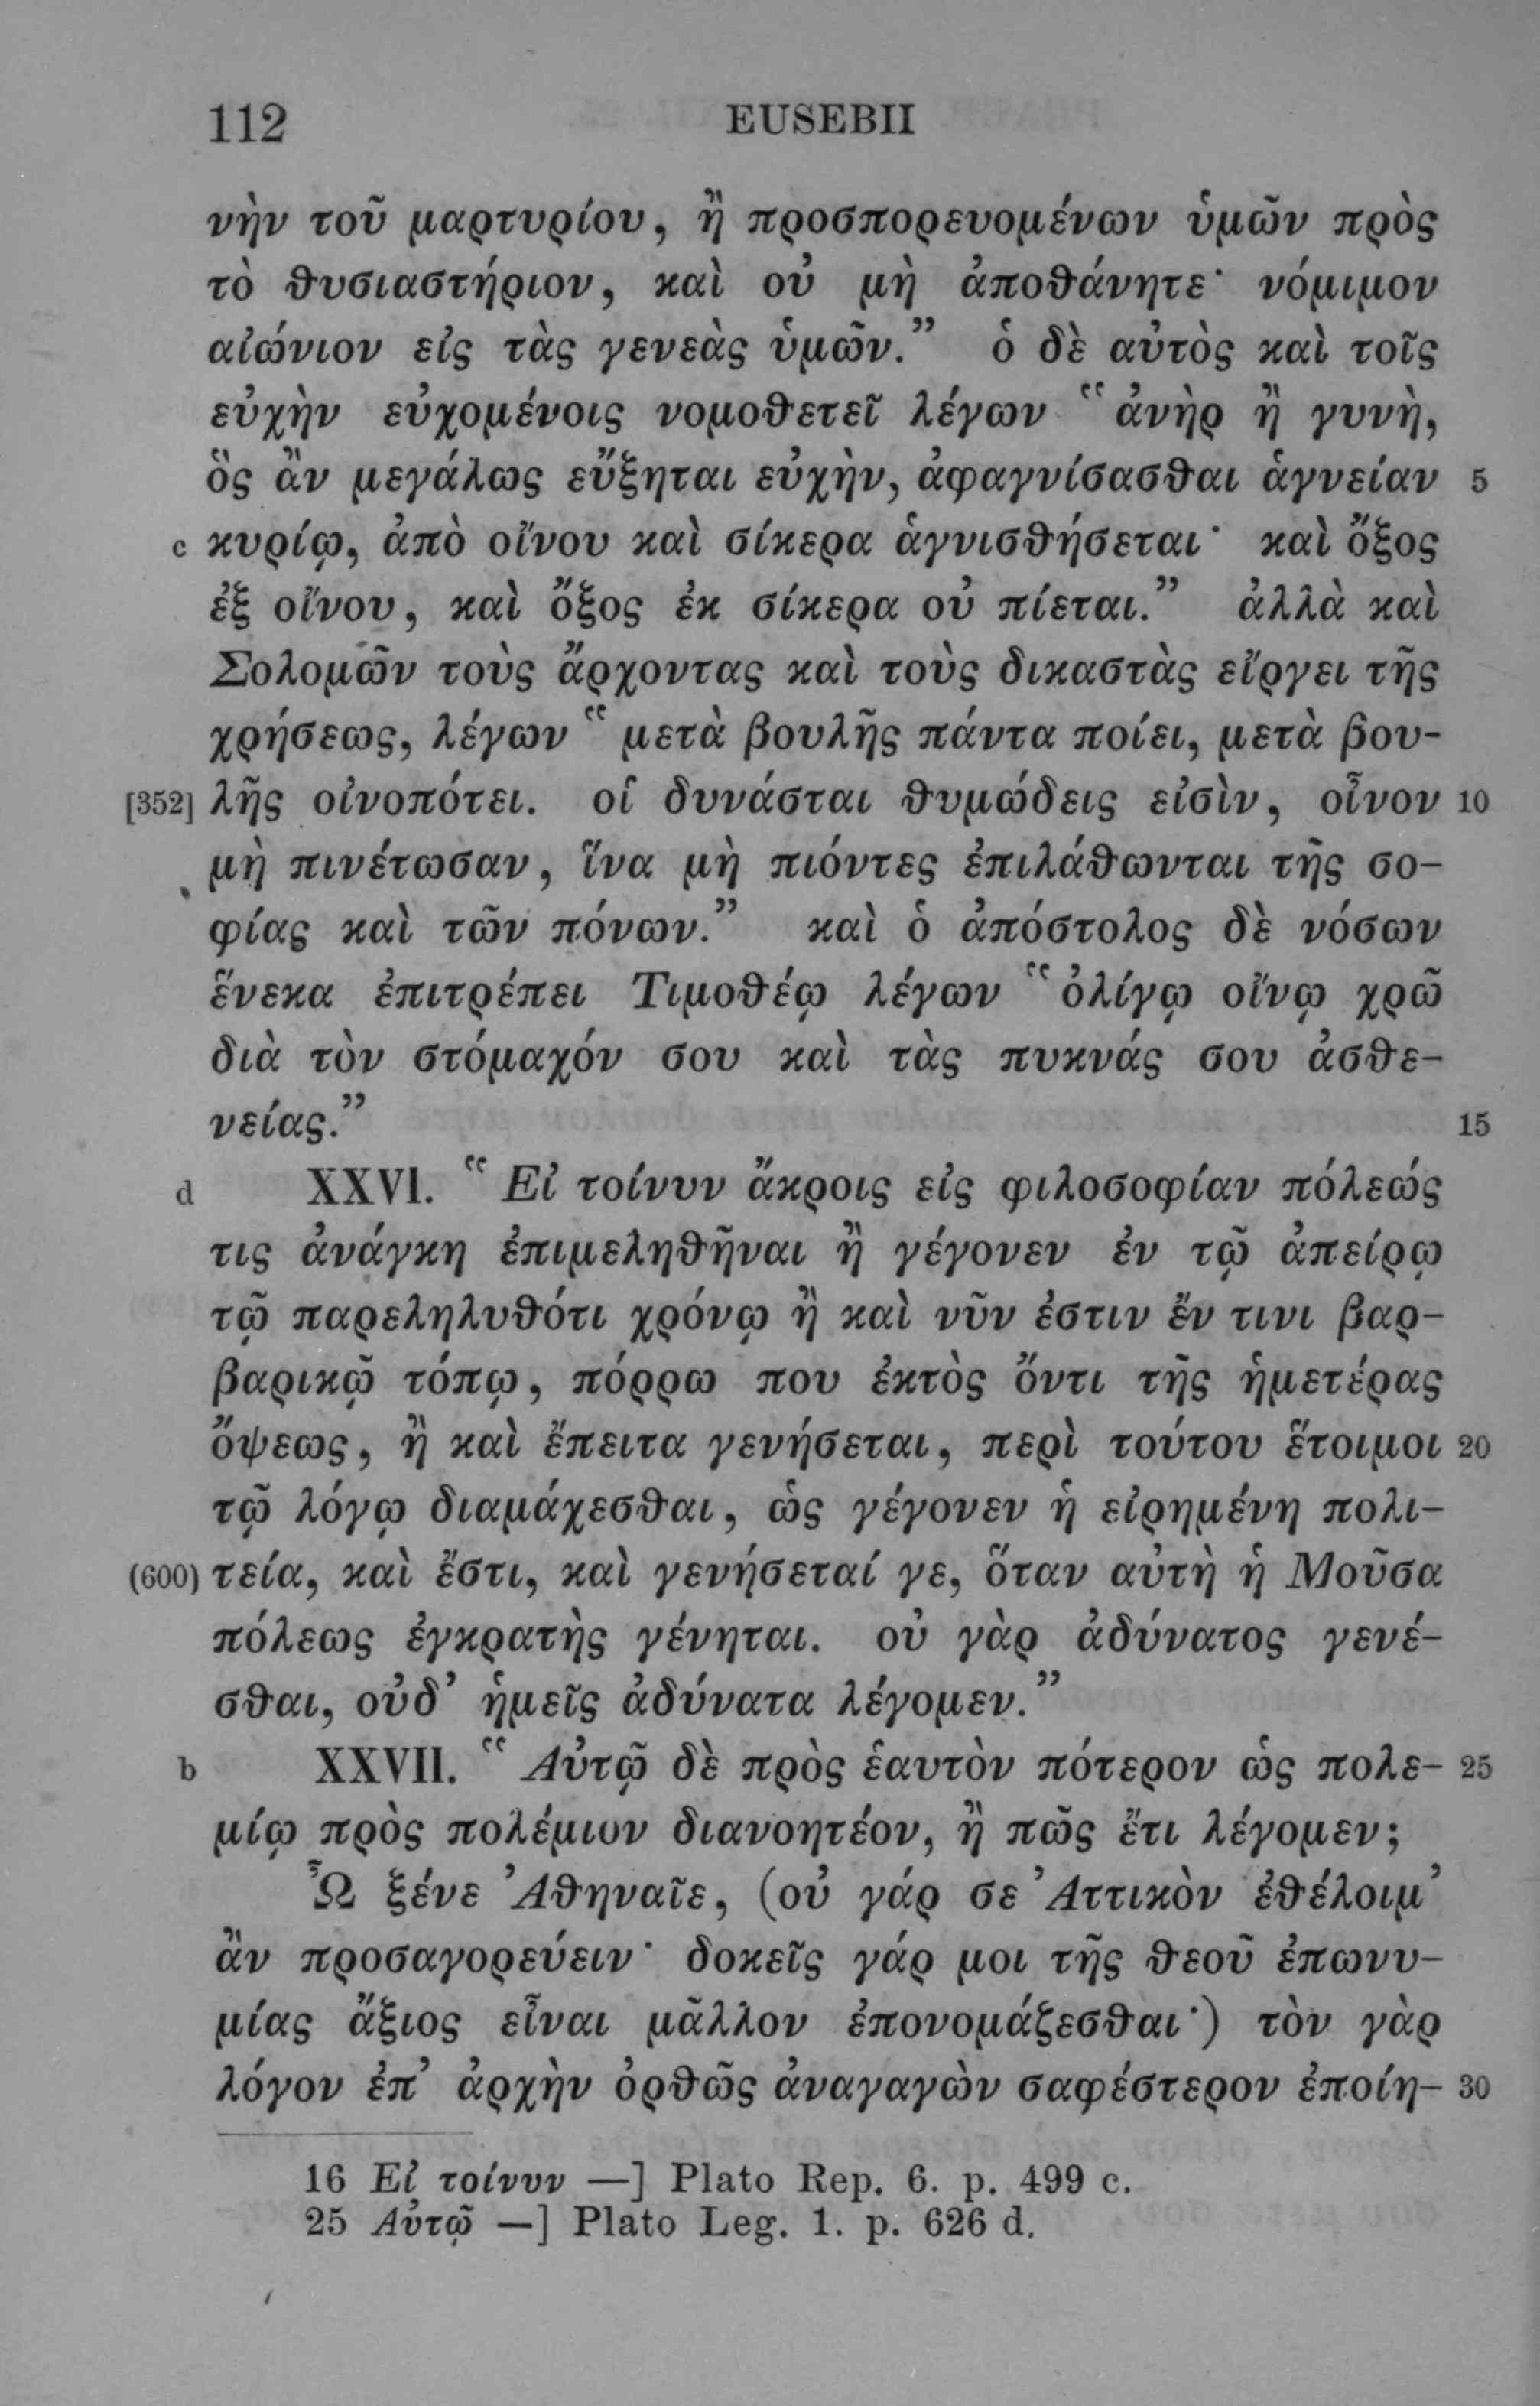 112 EUSEBII
νὴν τοῦ μαρτυρίου, ἢ προσπορευομένων ὑμῶν πρὸς
τὸ θυσιαστήριον, καὶ οὐ μὴ ἀποθάνητε· νόμιμον
αἰώνιον εἰς τὰς γενεὰς ὑμῶν.” ὁ δὲ αὐτὸς καὶ τοῖς
εὐχὴν εὐχομένοις νομοθετεῖ λέγων “ἀνὴρ ἢ γυνὴ,
ὃς ἂν μεγάλως εὔξηται εὐχὴν, ἀφαγνίσασθαι ἁγνείαν 5
c κυρίῳ, ἀπὸ οἴνου καὶ σίκερα ἁγνισθήσεται· καὶ ὄξος
ἐξ οἴνου, καὶ ὄξος ἐκ σίκερα οὐ πίεται.” ἀλλὰ καὶ
Σολομῶν τοὺς ἄρχοντας καὶ τοὺς δικαστὰς εἴργει τῆς
χρήσεως, λέγων “μετὰ βουλῆς πάντα ποίει, μετὰ βου-
[352] λῆς οἰνοπότει. οἱ δυνάσται θυμώδεις εἰσὶν, οἶνον 10
μὴ πινέτωσαν, ἵνα μὴ πιόντες ἐπιλάθωνται τῆς σο-
φίας καὶ τῶν πόνων.” καὶ ὁ ἀπόστολος δὲ νόσων
ἕνεκα ἐπιτρέπει Τιμοθέῳ λέγων “ὀλίγῳ οἴνῳ χρῶ
διὰ τὸν στόμαχόν σου καὶ τὰς πυκνάς σου ἀσθε-
νείας.” 15
d XXVI. “Εἰ τοίνυν ἄκροις εἰς φιλοσοφίαν πόλεώς
τις ἀνάγκη ἐπιμεληθῆναι ἢ γέγονεν ἐν τῷ ἀπείρῳ
τῷ παρεληλυθότι χρόνῳ ἢ καὶ νῦν ἐστιν ἔν τινι βαρ-
βαρικῷ τόπῳ, πόρρω που ἐκτὸς ὄντι τῆς ἡμετέρας
ὄψεως, ἢ καὶ ἔπειτα γενήσεται, περὶ τούτου ἕτοιμοι 20
τῷ λόγῳ διαμάχεσθαι, ὡς γέγονεν ἡ εἰρημένη πολι-
(600) τεία, καὶ ἔστι, καὶ γενήσεταί γε, ὅταν αὐτὴ ἡ Μοῦσα
πόλεως ἐγκρατὴς γένηται. οὐ γὰρ ἀδύνατος γενέ-
σθαι, οὐδ’ ἡμεῖς ἀδύνατα λέγομεν.”
b XXVII. “Αὐτῷ δὲ πρὸς ἑαυτὸν πότερον ὡς πολε- 25
μίῳ πρὸς πολέμιον διανοητέον, ἢ πῶς ἔτι λέγομεν;
Ὦ ξένε Ἀθηναῖε, (οὐ γάρ σε Ἀττικὸν ἐθέλοιμ’
ἂν προσαγορεύειν· δοκεῖς γάρ μοι τῆς θεοῦ ἐπωνυ-
μίας ἄξιος εἶναι μᾶλλον ἐπονομάζεσθαι·) τὸν γὰρ
λόγον ἐπ’ ἀρχὴν ὀρθῶς ἀναγαγὼν σαφέστερον ἐποίη- 30
16 Εἰ τοίνυν —] Plato Rep. 6. p. 499 c.
25 Αὐτῷ —] Plato Leg. 1. p. 626 d.